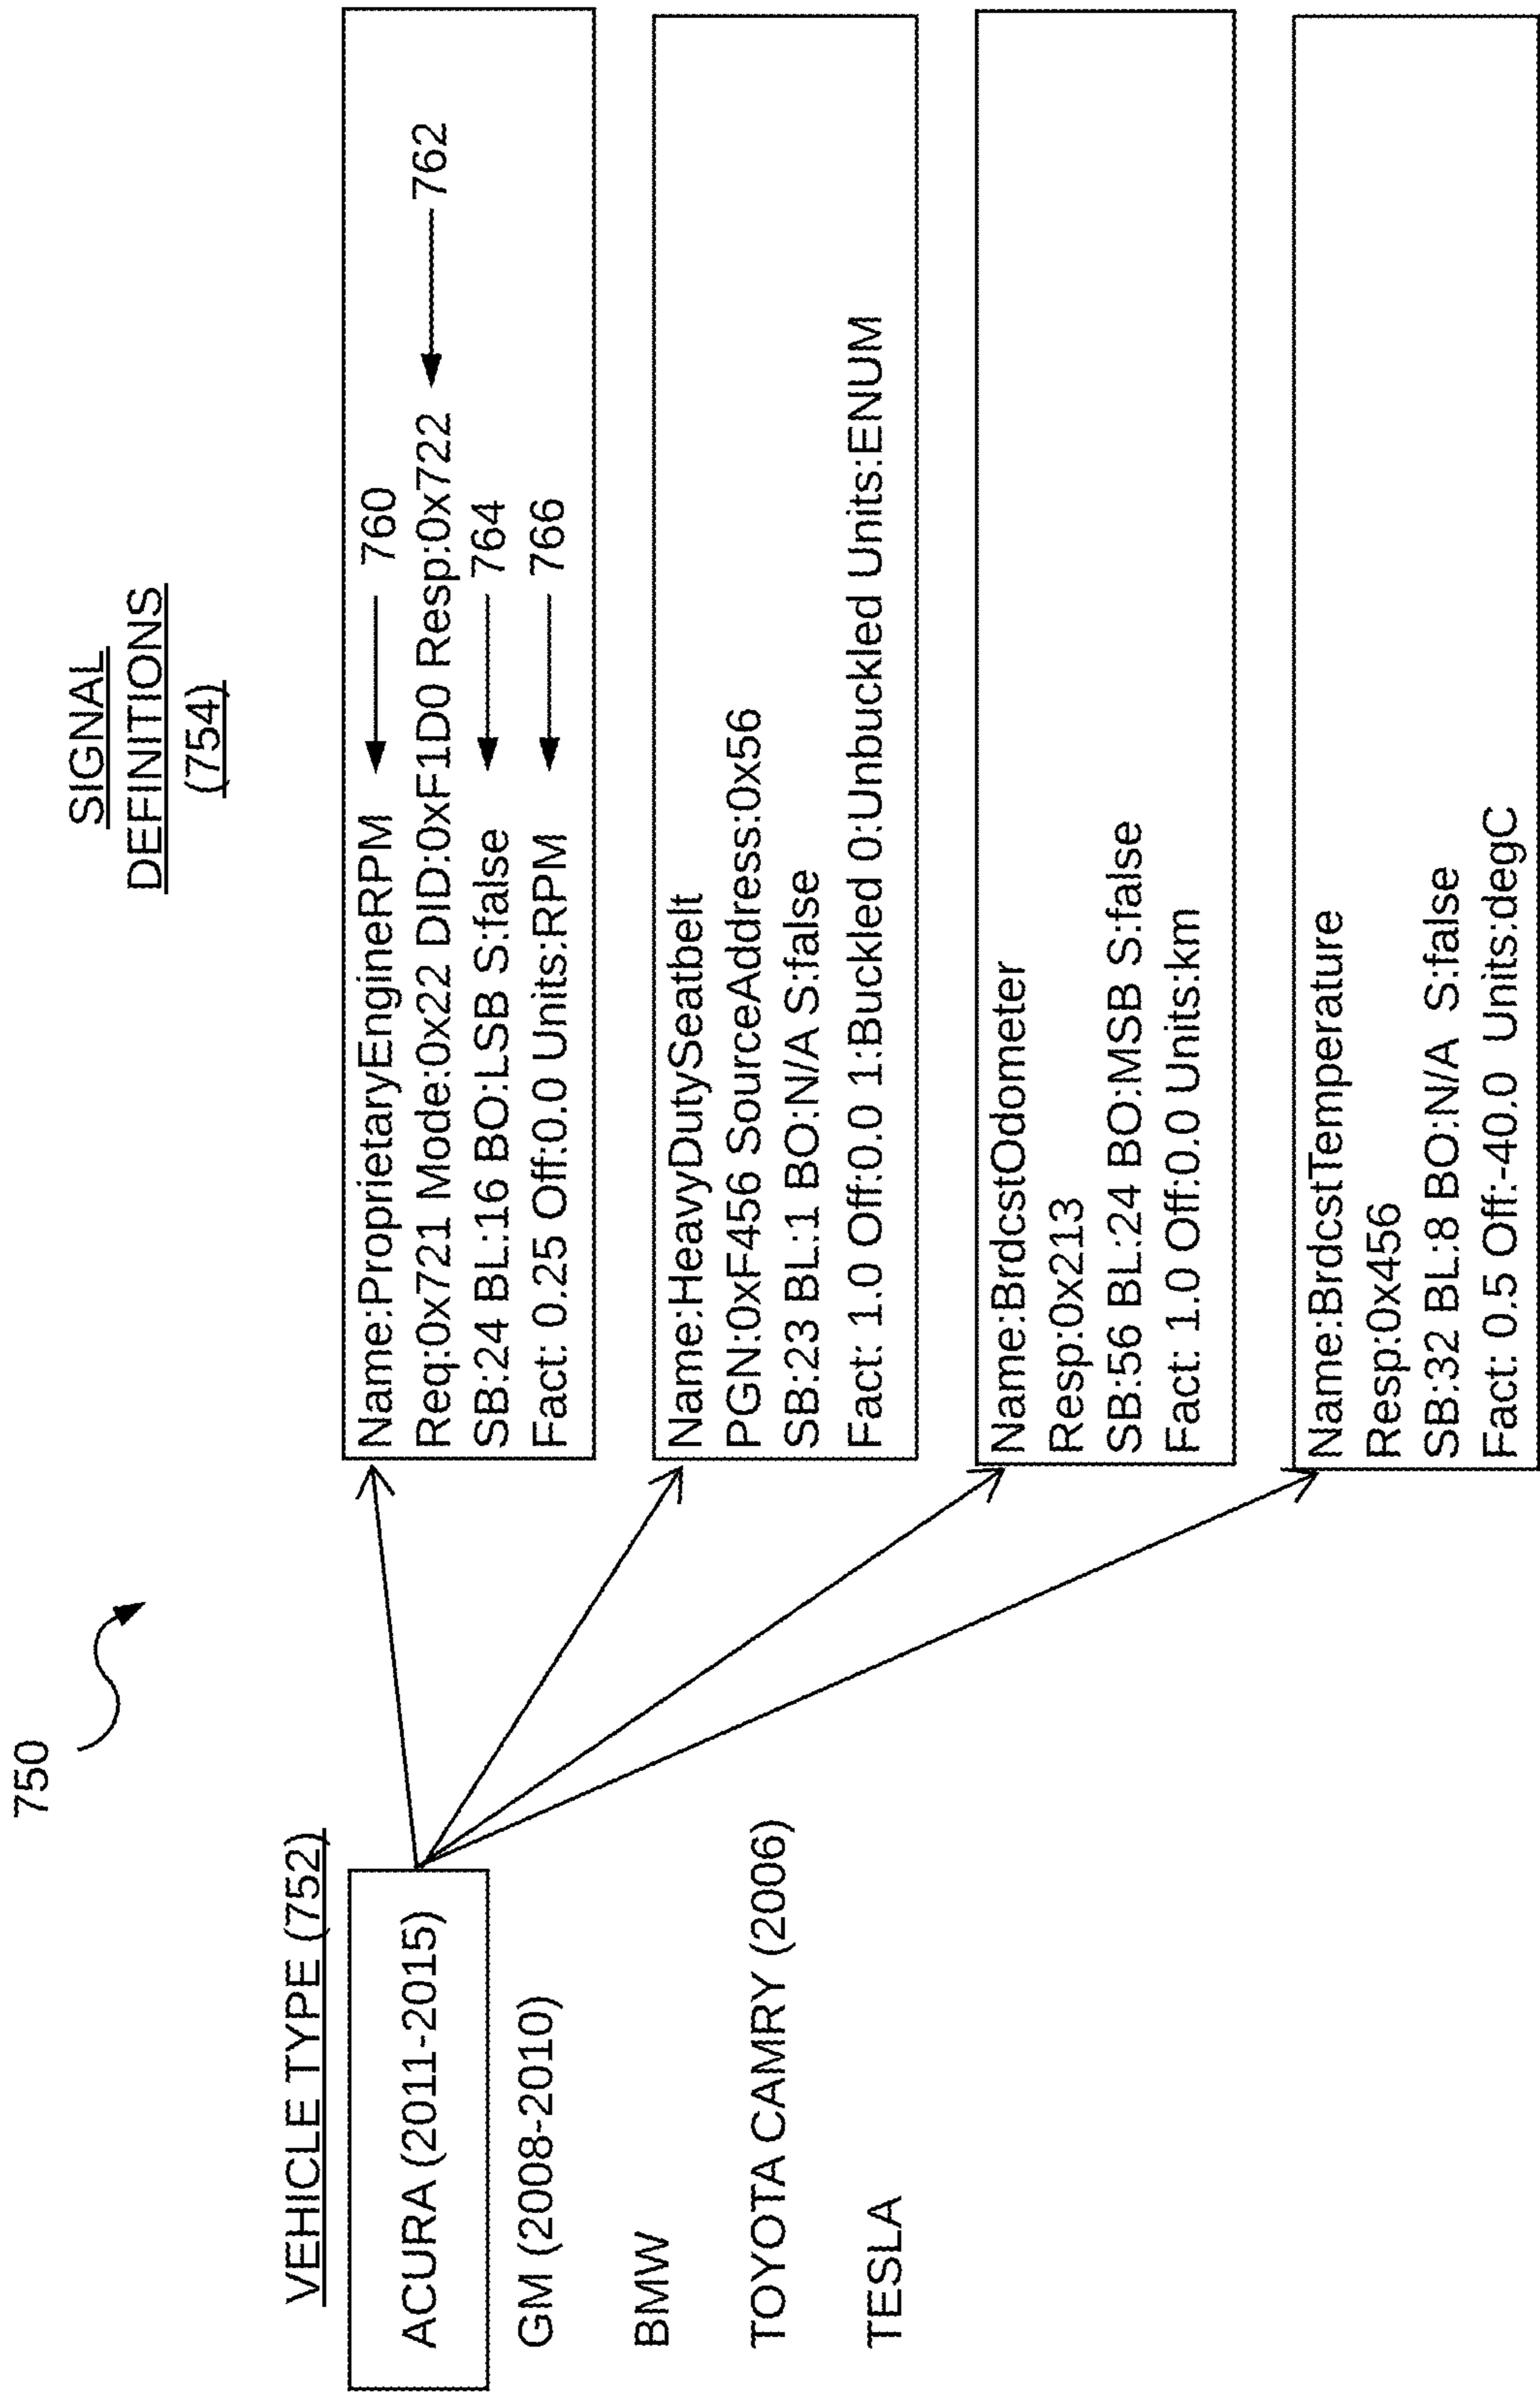 750
SIGNAL
DEFINITIONS
(754)
VEHICLE TYPE (752)
ACURA (2011-2015)
GM (2008-2010)
BMW
TOYOTA CAMRY (2006)
TESLA
Name:ProprietaryEngineRPM 760
Req:0x721 Mode:0x22 DID:0xF1D0 Resp:0x722 762
SB:24 BL:16 BO:LSB S:false 764
Fact: 0.25 Off:0.0 Units:RPM 766
Name:HeavyDutySeatbelt
PGN:0xF456 SourceAddress:0x56
SB:23 BL:1 BO:N/A S:false
Fact: 1.0 Off:0.0 1:Buckled 0:Unbuckled Units:ENUM
Name:BrdcstOdometer
Resp:0x213
SB:56 BL:24 BO:MSB S:false
Fact: 1.0 Off:0.0 Units:km
Name:BrdcstTemperature
Resp:0x456
SB:32 BL:8 BO:N/A S:false
Fact: 0.5 Off:-40.0 Units:degC